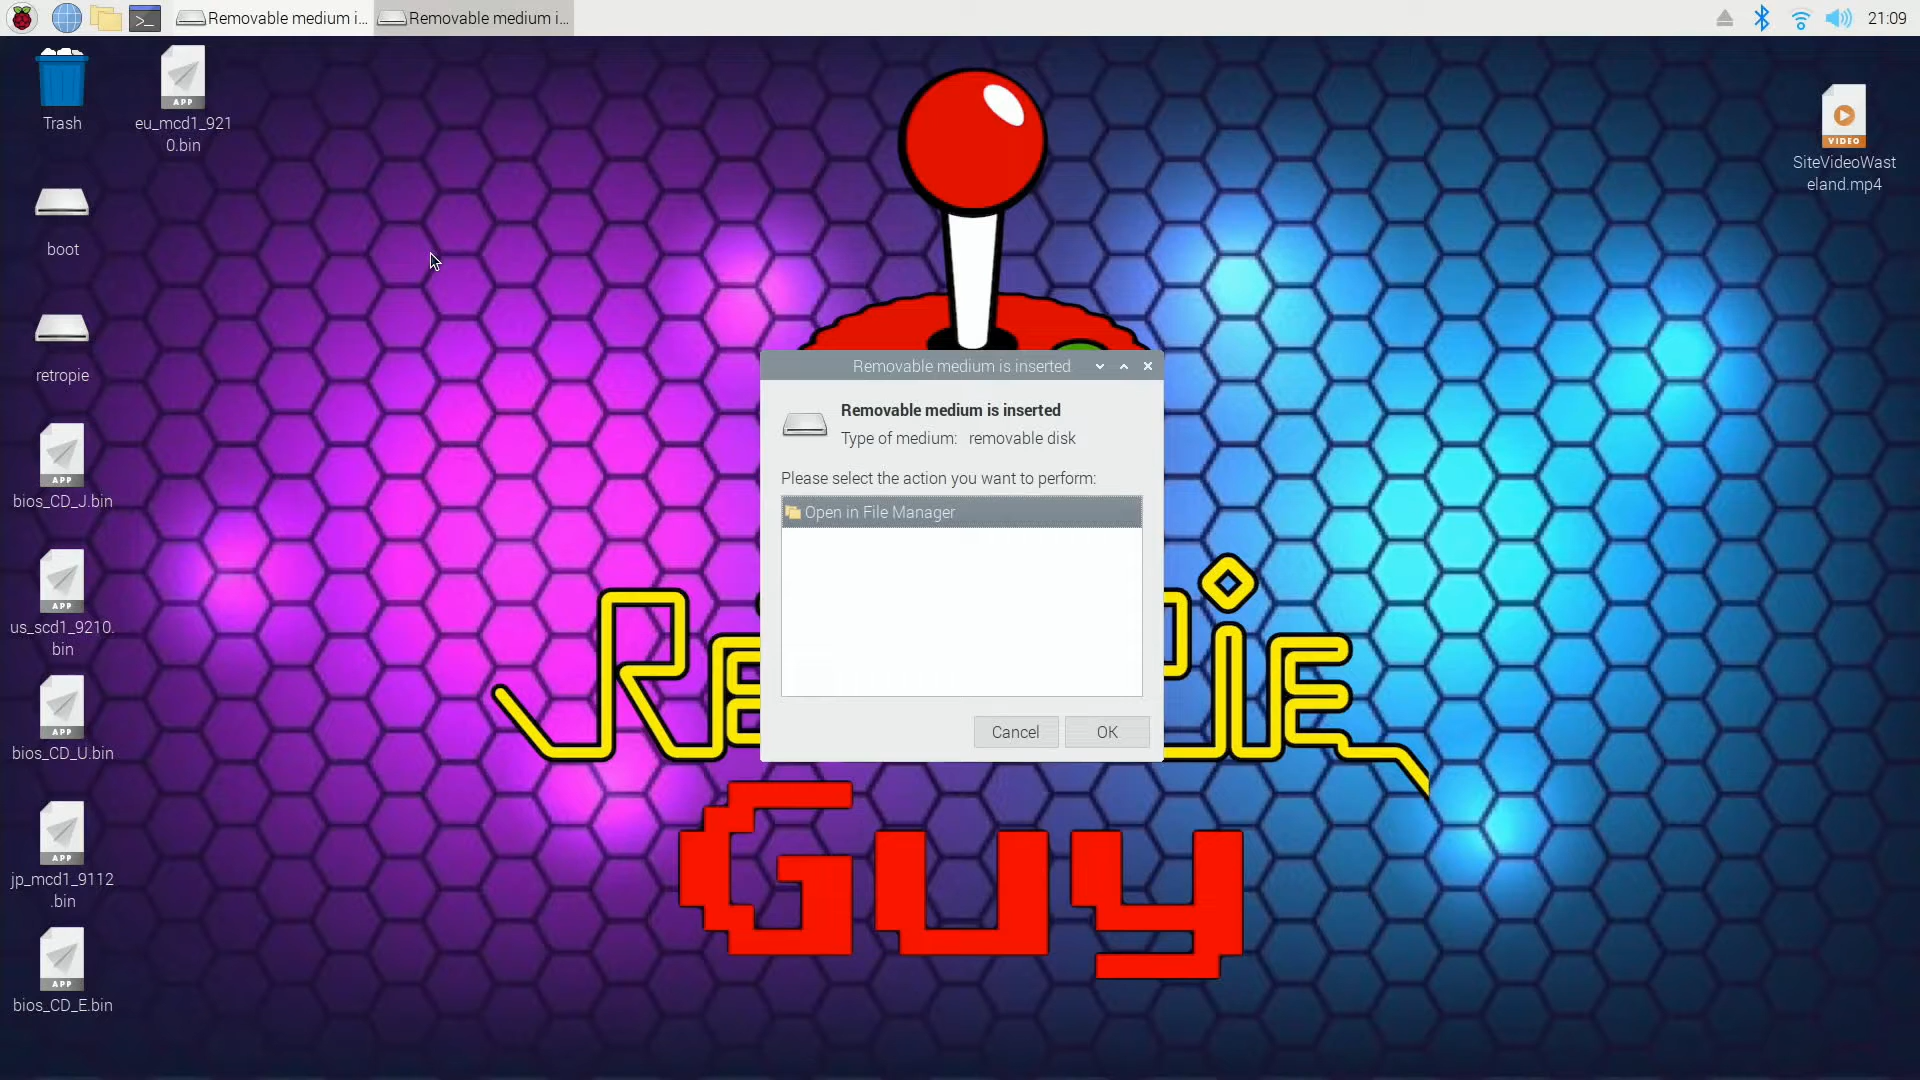 Removable medium i...
Removable medium i...
21:09
Trash
eu_mcd1_921
0.bin
boot
retropie
bios_CD_J.bin
us_scd1_9210.
bin
bios_CD_U.bin
jp_mcd1_9112
.bin
bios_CD_E.bin
APP
APP
APP
APP
APP
APP
VIDEO
SiteVideoWast
eland.mp4
Removable medium is inserted
Removable medium is inserted
Type of medium: removable disk
Please select the action you want to perform:
Open in File Manager
Cancel
OK
Guy